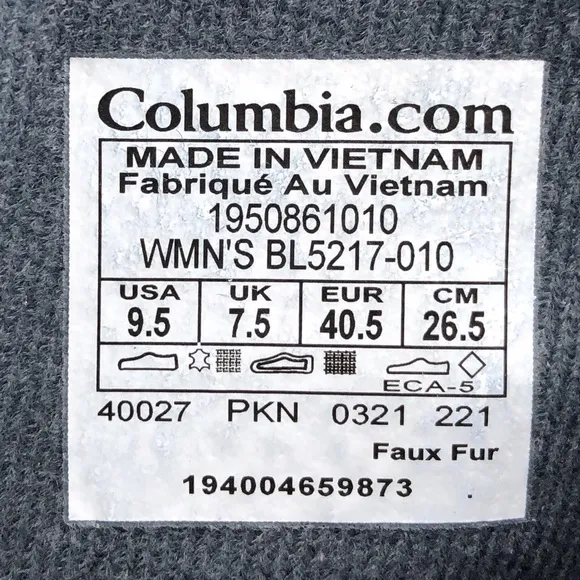 Columbia.com
MADE IN VIETNAM
Fabriqué Au Vietnam
1950861010
WMN'S BL5217-010
USA UK EUR CM
9.5 7.5 40.5 26.5
ECA-5
40027 PKN 0321 221
Faux Fur
194004659873 .